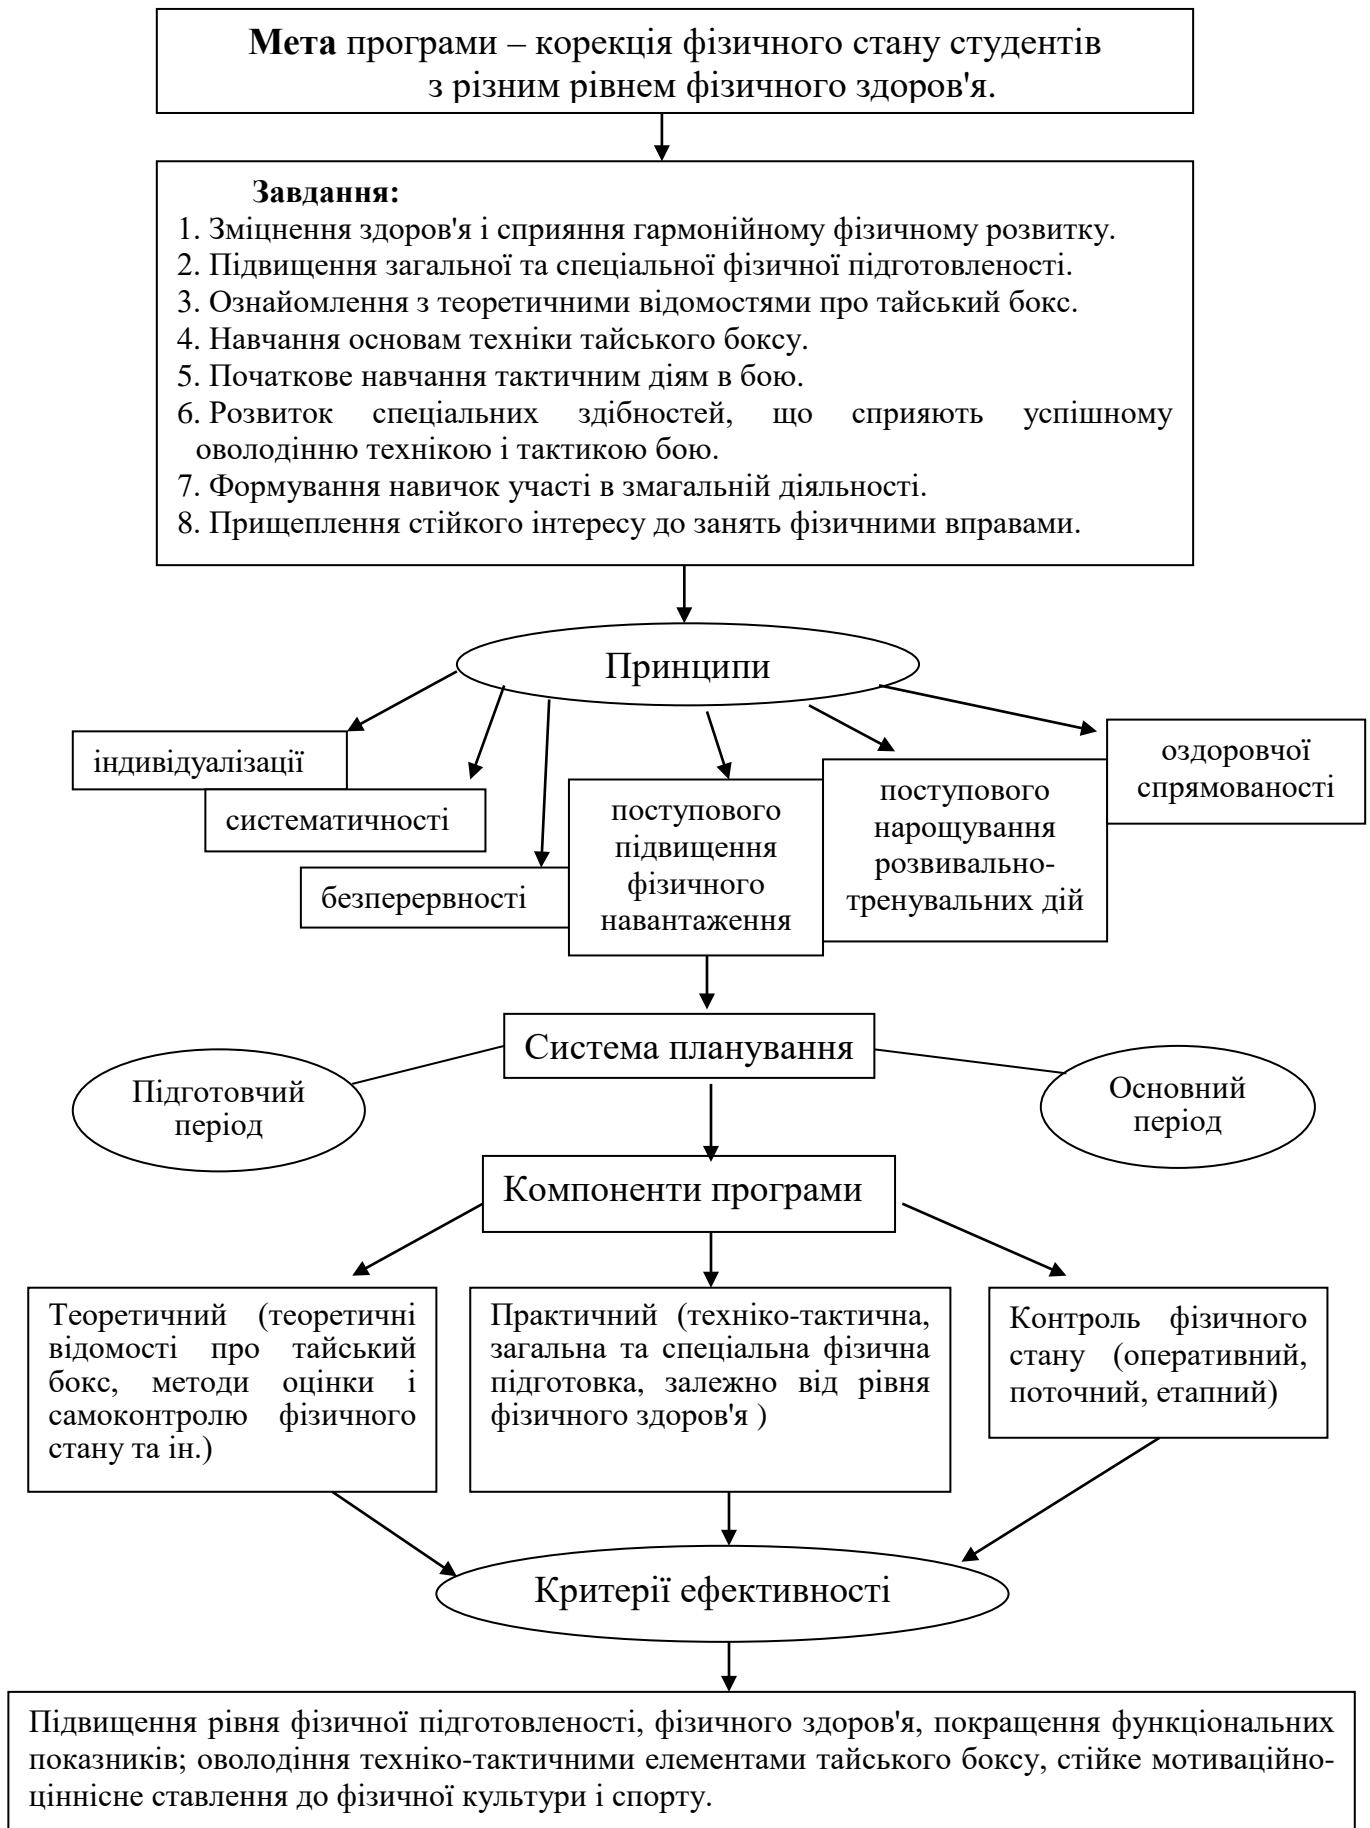 Мета програми – корекція фізичного стану студентів
з різним рівнем фізичного здоров'я.
Завдання:
1. Зміцнення здоров'я і сприяння гармонійному фізичному розвитку.
2. Підвищення загальної та спеціальної фізичної підготовленості.
3. Ознайомлення з теоретичними відомостями про тайський бокс.
4. Навчання основам техніки тайського боксу.
5. Початкове навчання тактичним діям в бою.
6. Розвиток спеціальних здібностей, що сприяють успішному
оволодінню технікою і тактикою бою.
7. Формування навичок участі в змагальній діяльності.
8. Прищеплення стійкого інтересу до занять фізичними вправами.
Принципи
індивідуалізації
систематичності
безперервності
поступового
підвищення
фізичного
навантаження
поступового
нарощування
розвивально-
тренувальних дій
оздоровчої
спрямованості
Система планування
Підготовчий
період
Основний
період
Компоненти програми
Теоретичний (теоретичні
відомості про тайський
бокс, методи оцінки і
самоконтролю фізичного
стану та ін.)
Практичний (техніко-тактична,
загальна та спеціальна фізична
підготовка, залежно від рівня
фізичного здоров'я )
Контроль фізичного
стану (оперативний,
поточний, етапний)
Критерії ефективності
Підвищення рівня фізичної підготовленості, фізичного здоров'я, покращення функціональних
показників; оволодіння техніко-тактичними елементами тайського боксу, стійке мотиваційно-
ціннісне ставлення до фізичної культури і спорту.